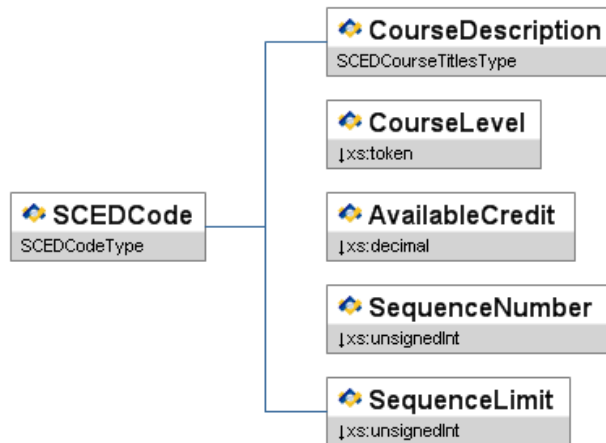 CourseDescription
SCEDCourseTitlesType
CourseLevel
↓xs:token
SCEDCode
SCEDCodeType
AvailableCredit
↓xs:decimal
SequenceNumber
↓xs:unsignedInt
SequenceLimit
↓xs:unsignedInt